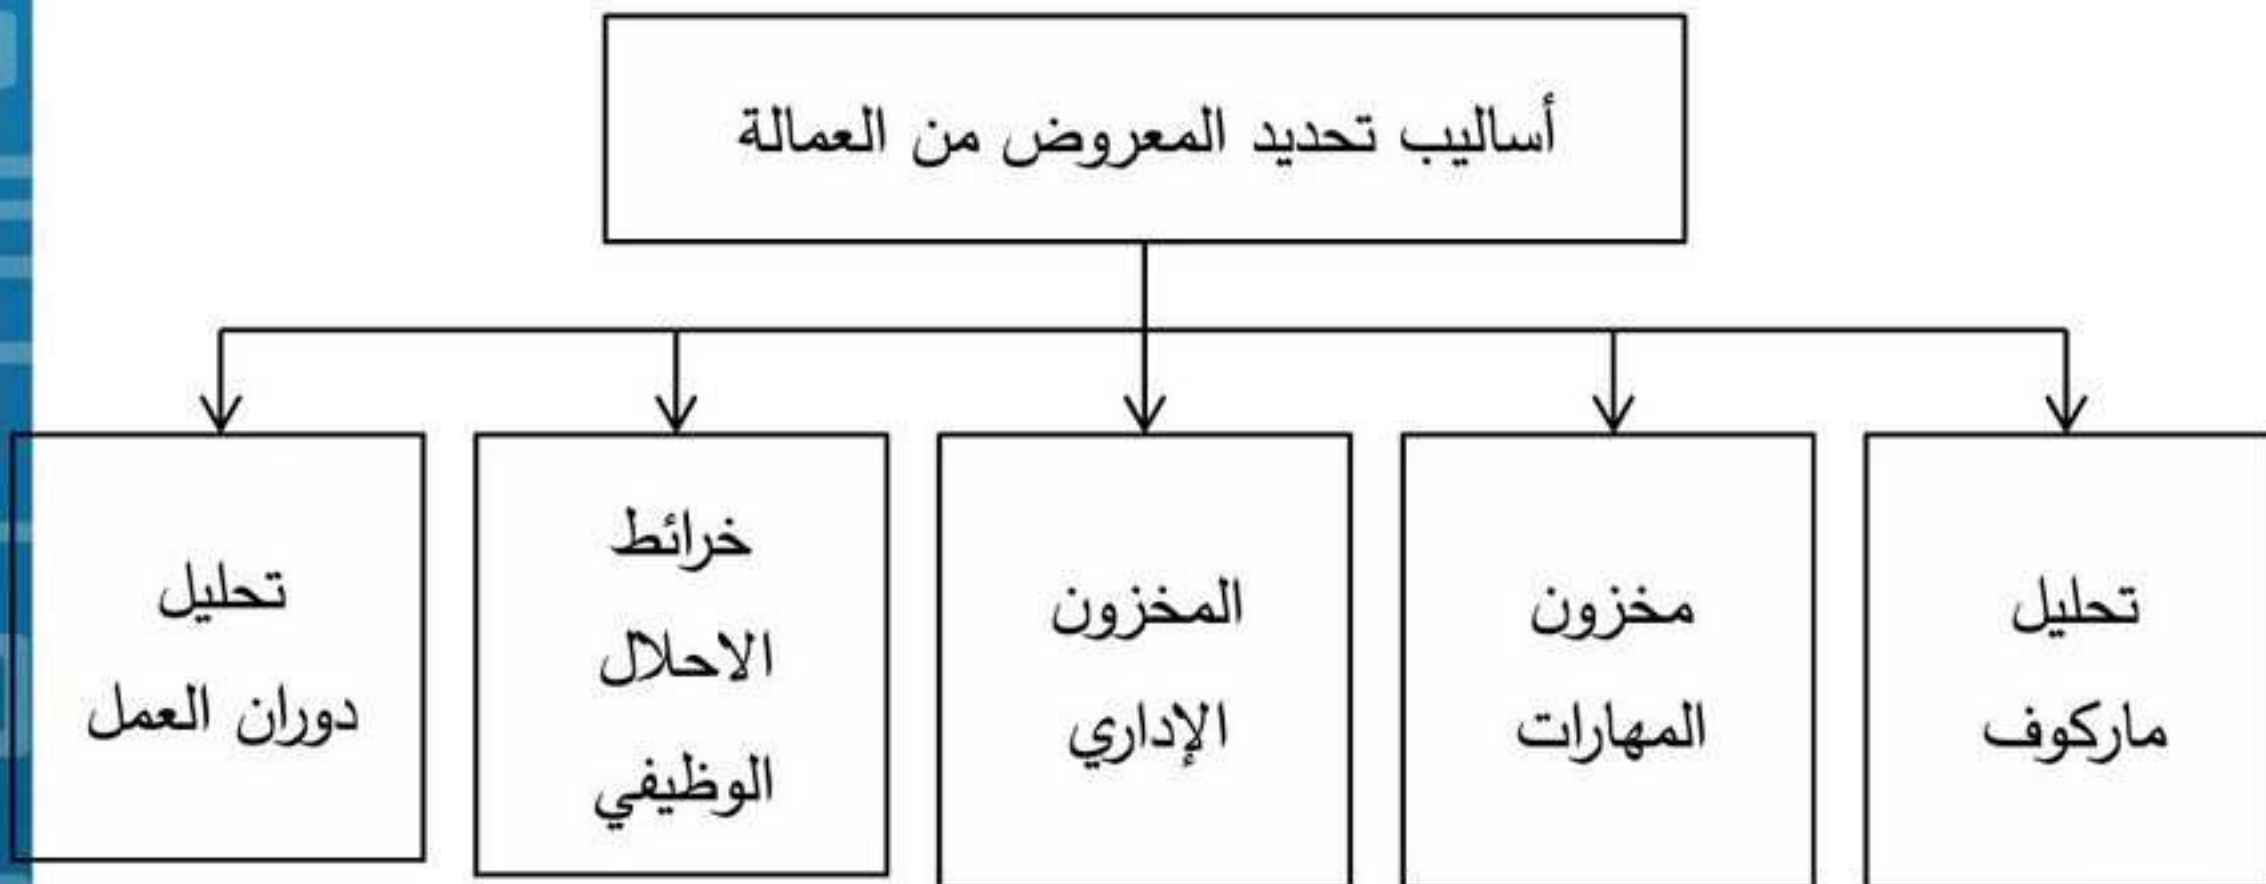 أساليب تحديد المعروض من العمالة
تحليل
ماركوف
مخزون
المهارات
المخزون
الإداري
خرائط
الاحلال
الوظيفي
تحليل
دوران العمل